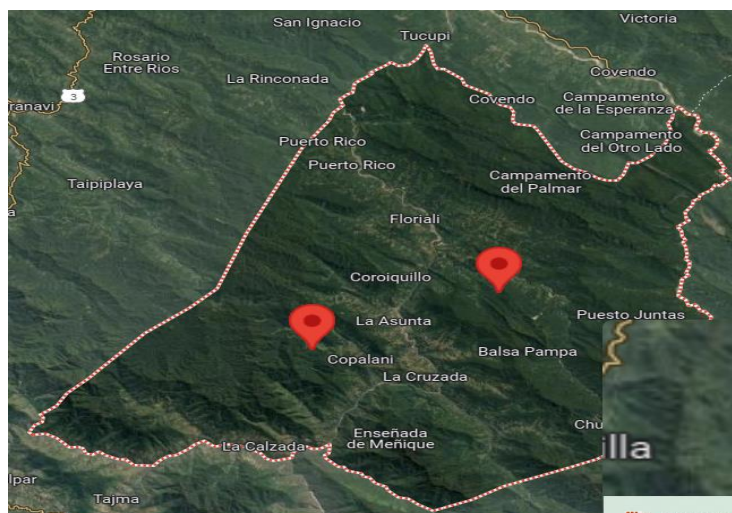 San Ignacio
Victoria
Tucupi
Rosario
Entre Rios
La Rinconada
Covendo
3
ranavi
Covendo
Campamento
de la Esperanza
Campamento
del Otro Lado
Puerto Rico
Puerto Rico
Taipiplaya
Campamento
del Palmar
a
Floriali
Coroiquillo
La Asunta
Puesto Juntas
Copalani
Balsa Pampa
La Cruzada
Enseñada
de Meñique
Chu
La Calzada
illa
lpar
Tajma